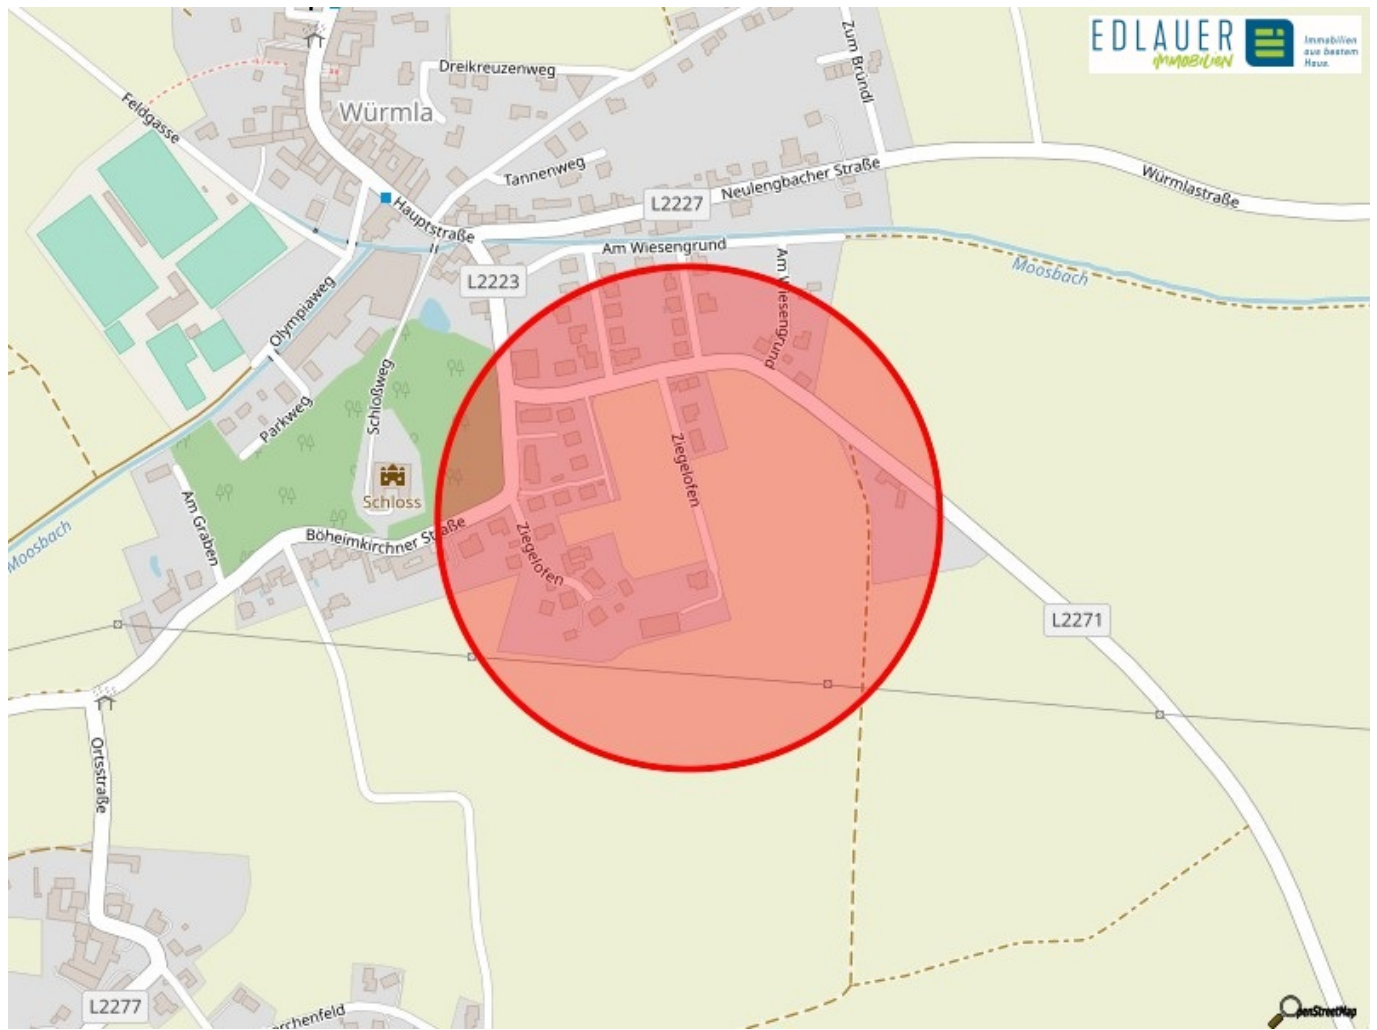 EDLAUER
IMMOBILIEN
Immobilien
aus bestem
Haus.
Zum Bründl
Dreikreuzenweg
Feldgasse
Würmla
Tannenweg
Neulengbacher Straße
Würmlastraße
L2227
Hauptstraße
Am Wiesengrund
Moosbach
L2223
Am Wiesengrund
Olympiaweg
Schloßweg
Parkweg
Ziegelofen
Schloss
Am Graben
Böheimkirchner Straße
Ziegelofen
Moosbach
L2271
Ortsstraße
L2277
erchenfeld
OpenStreetMap